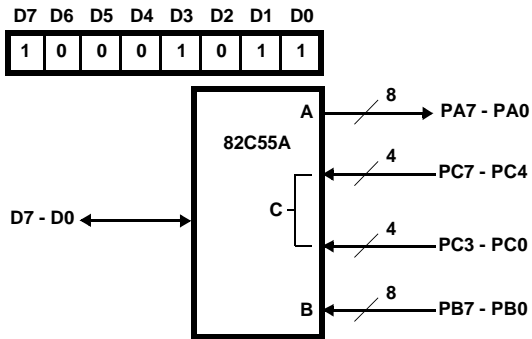 D7 D6 D5 D4 D3 D2 D1 D0
1 0 0 0 1 0 1 1
A
8
PA7 - PA0
82C55A
4
PC7 - PC4
C
D7 - D0
4
PC3 - PC0
8
B
PB7 - PB0